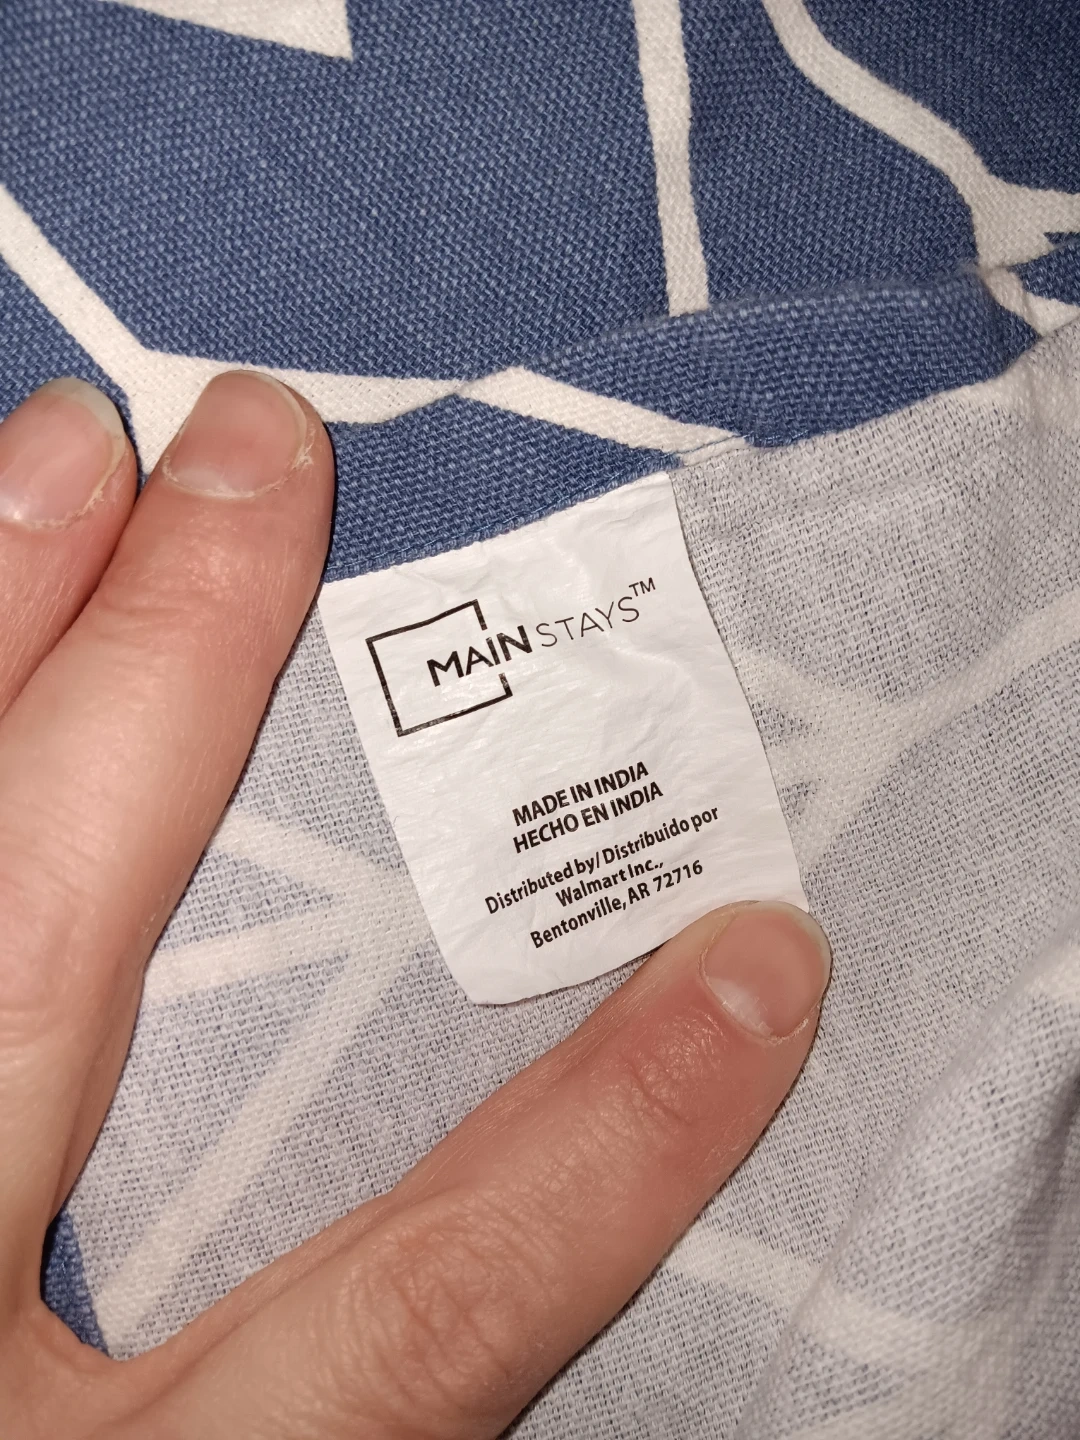 MAINSTAYS™
MADE IN INDIA
HECHO EN INDIA
Distributed by/ Distribuido por
Walmart Inc.,
Bentonville, AR 72716